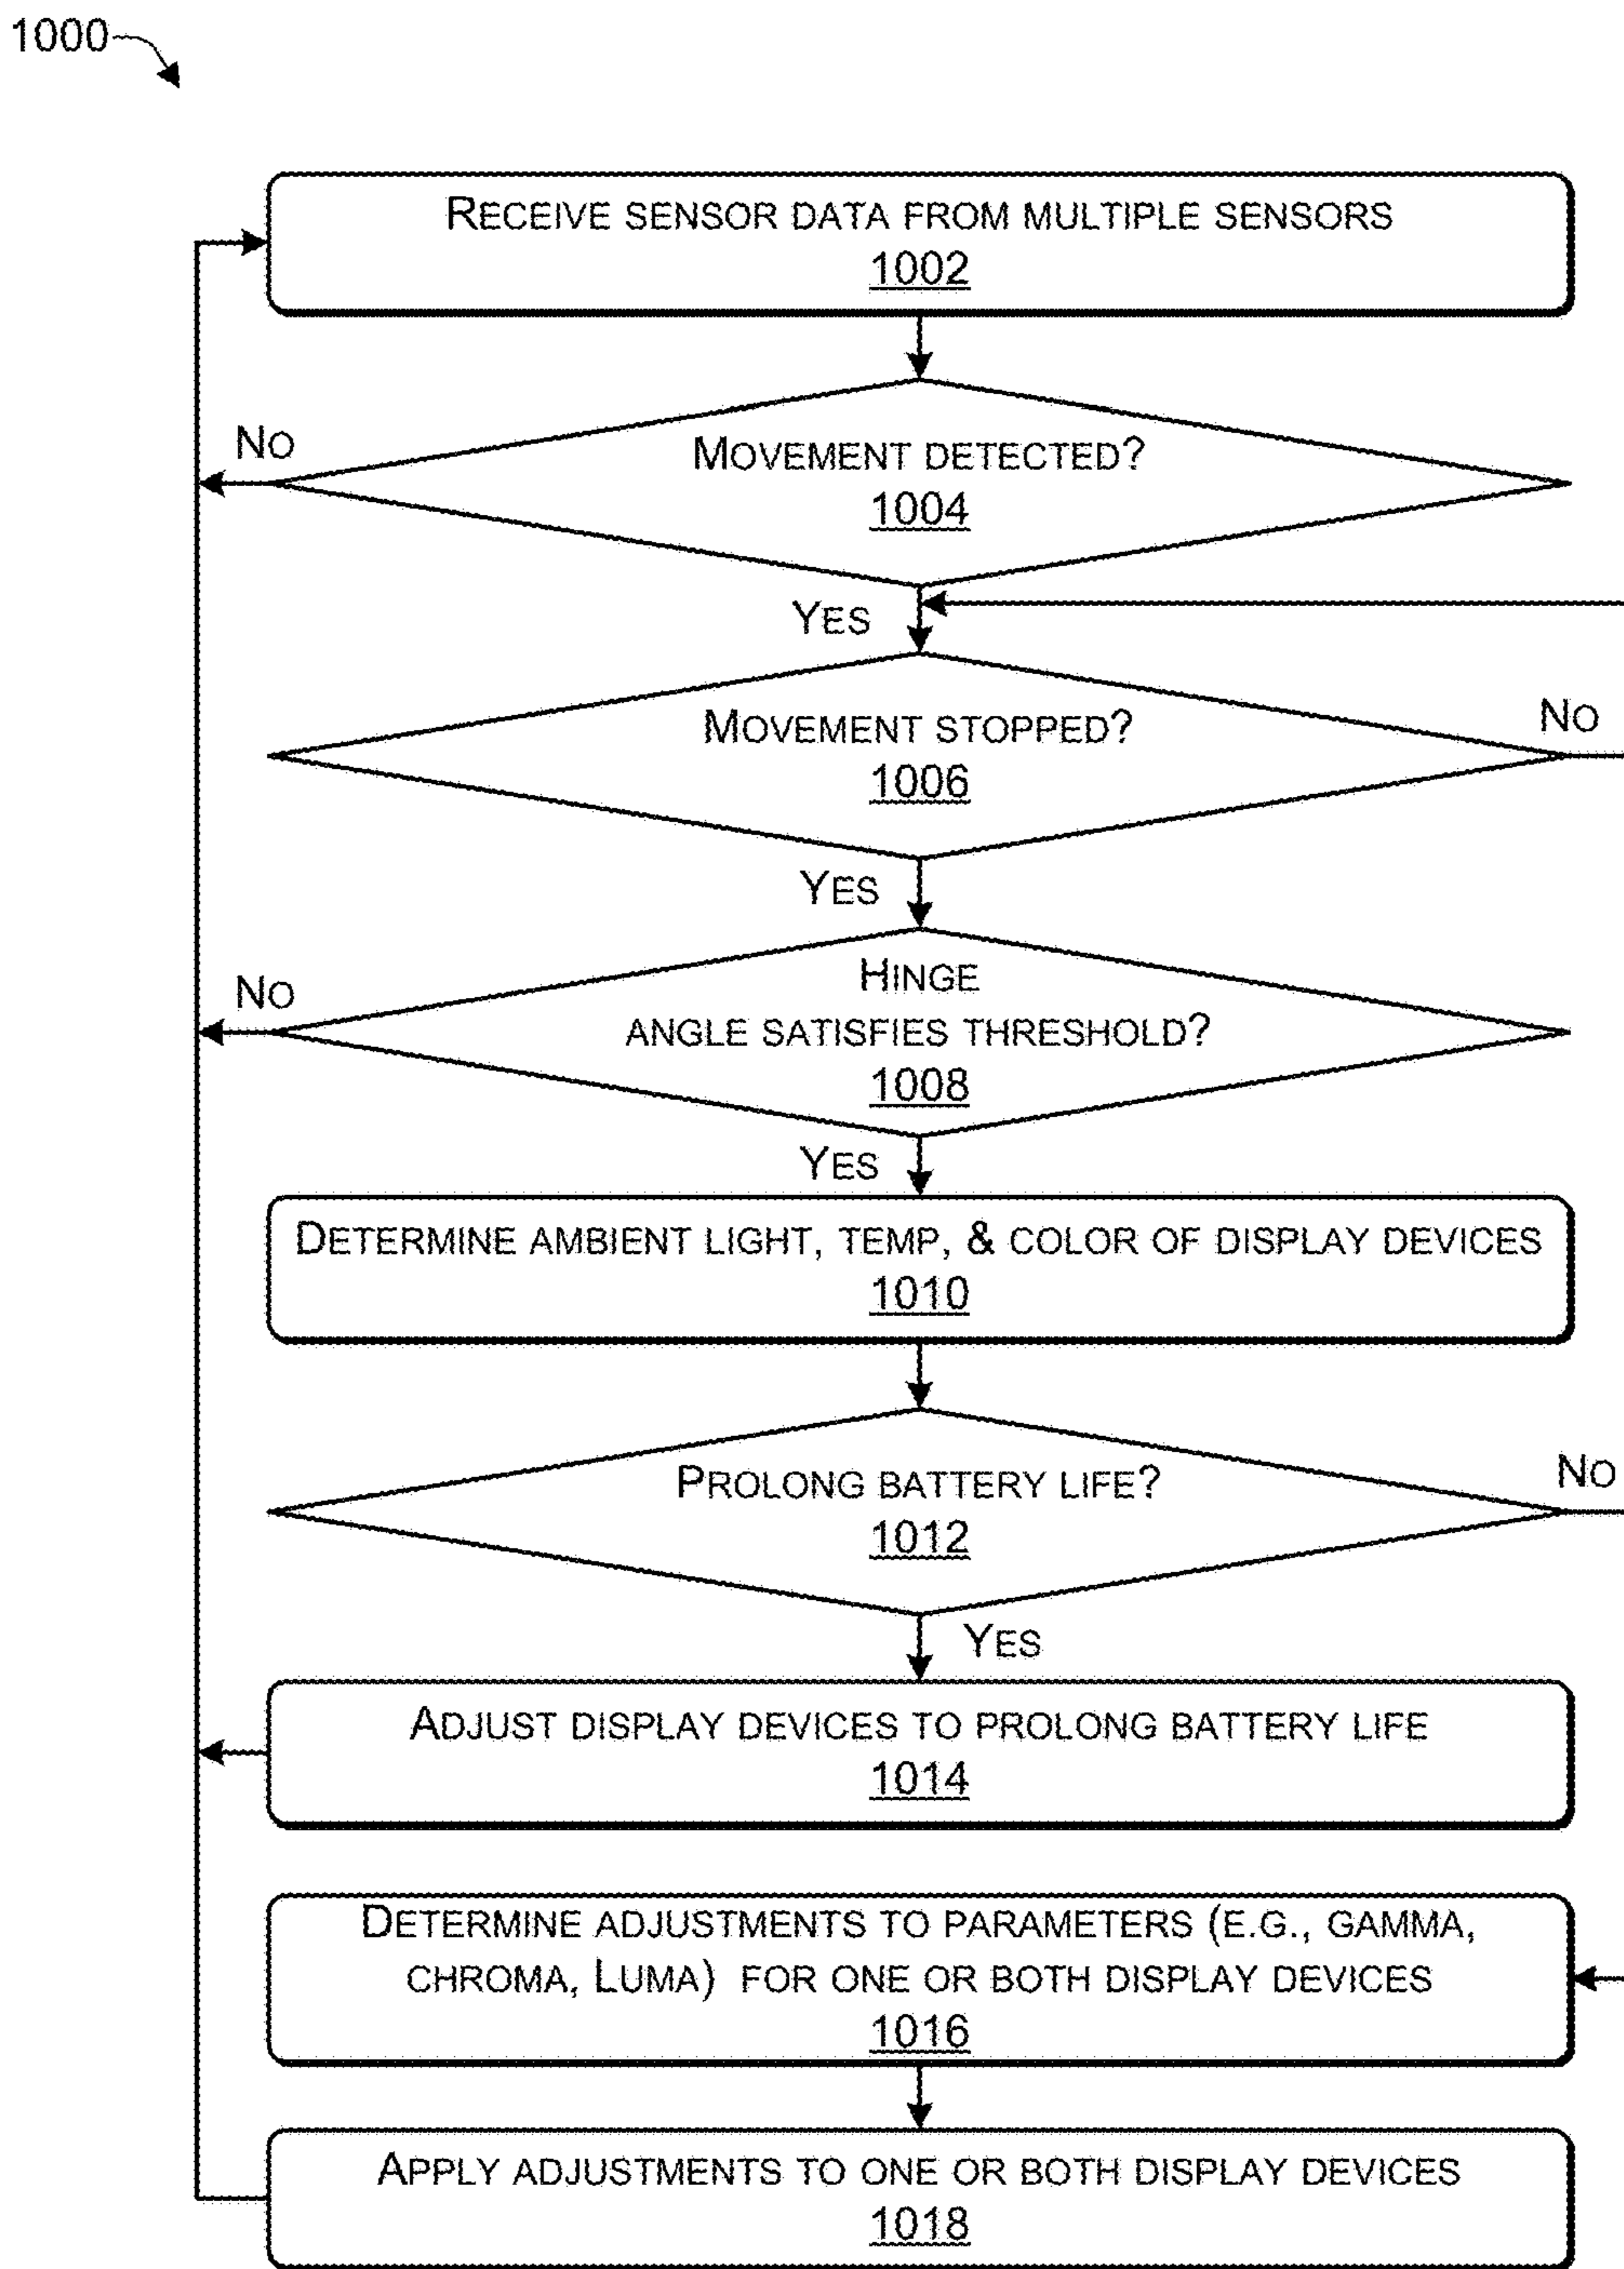 1000
RECEIVE SENSOR DATA FROM MULTIPLE SENSORS
1002
NO
MOVEMENT DETECTED?
1004
YES
MOVEMENT STOPPED?
1006
NO
YES
HINGE
ANGLE SATISFIES THRESHOLD?
1008
NO
YES
DETERMINE AMBIENT LIGHT, TEMP, & COLOR OF DISPLAY DEVICES
1010
PROLONG BATTERY LIFE?
1012
NO
YES
ADJUST DISPLAY DEVICES TO PROLONG BATTERY LIFE
1014
DETERMINE ADJUSTMENTS TO PARAMETERS (E.G., GAMMA,
CHROMA, LUMA) FOR ONE OR BOTH DISPLAY DEVICES
1016
APPLY ADJUSTMENTS TO ONE OR BOTH DISPLAY DEVICES
1018